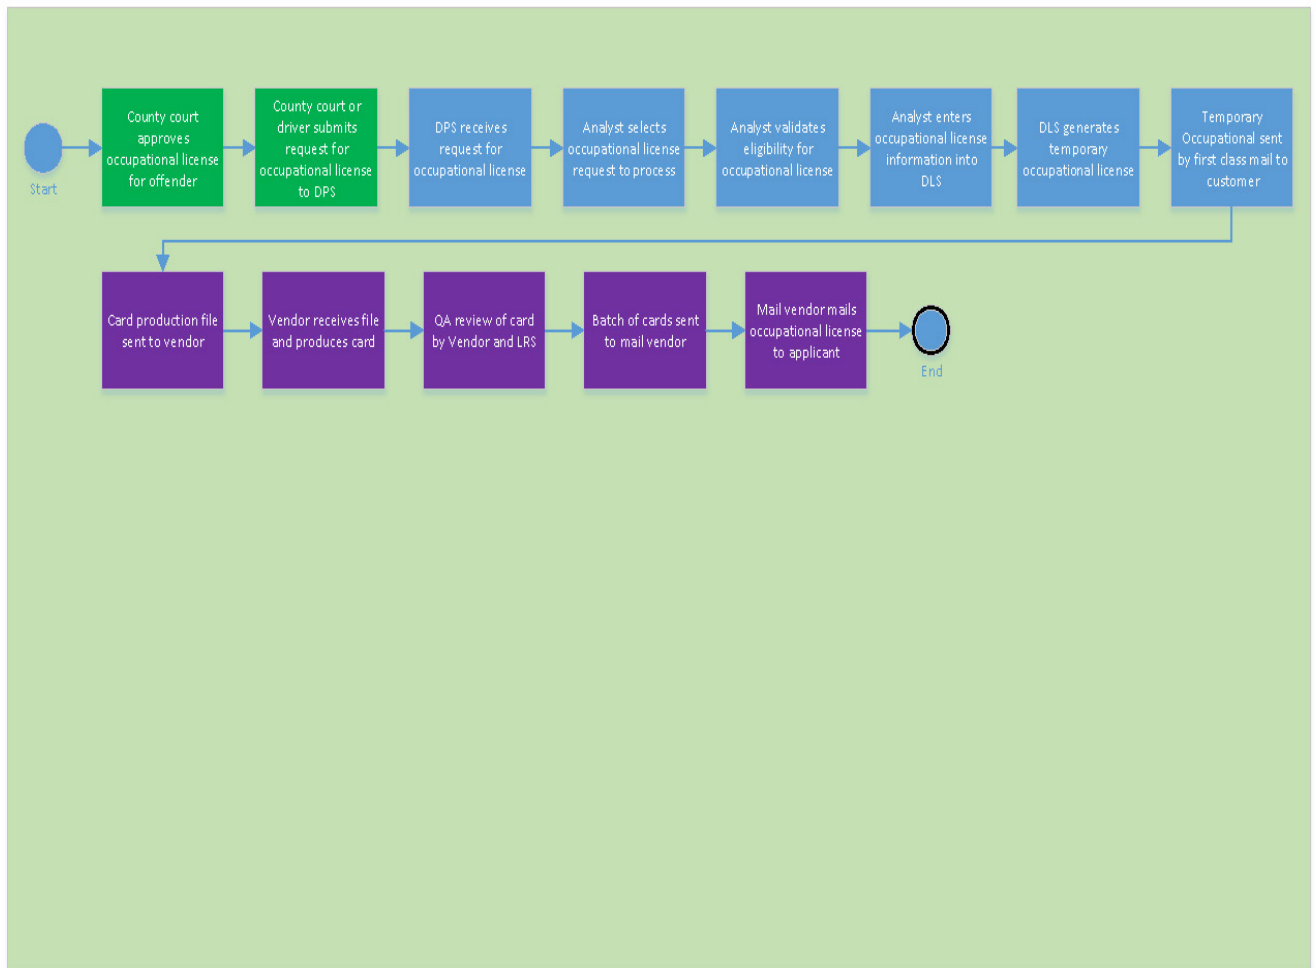 Start
County court
approves
occupational license
for offender
County court or
driver submits
request for
occupational license
to DPS
DPS receives
request for
occupational license
Analyst selects
occupational license
request to process
Analyst validates
eligibility for
occupational license
Analyst enters
occupational license
information into
DLS
DLS generates
temporary
occupational license
Temporary
Occupational sent
by first class mail to
customer
Card production file
sent to vendor
Vendor receives file
and produces card
QA review of card
by Vendor and LRS
Batch of cards sent
to mail vendor
Mail vendor mails
occupational license
to applicant
End